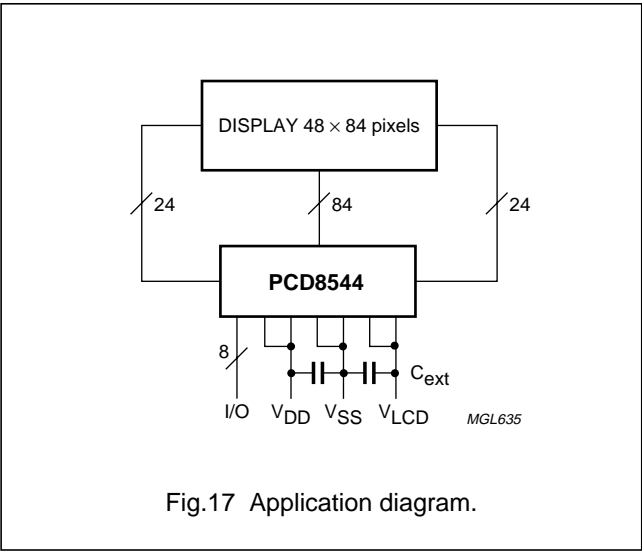 DISPLAY 48 × 84 pixels
24
84
24
PCD8544
8
Cext
I/O VDD VSS VLCD
MGL635
Fig.17 Application diagram.